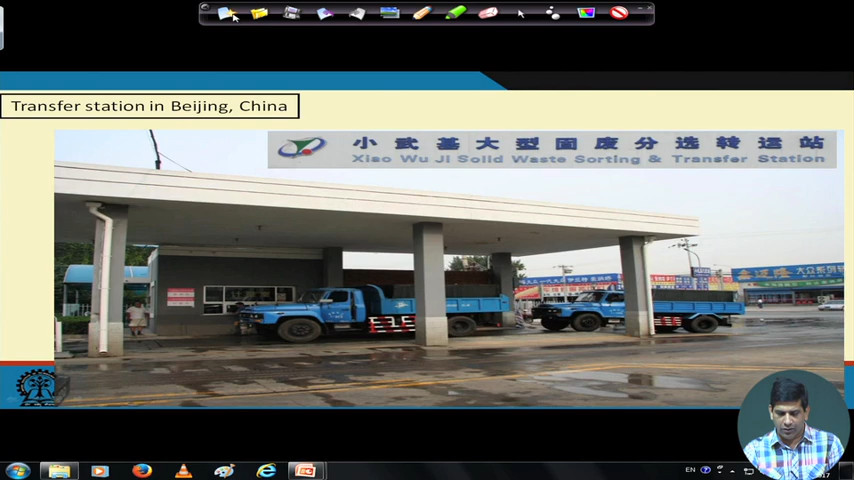 Transfer station in Beijing, China
小武基大型固废分选转运站
Xiao Wu Ji Solid Waste Sorting & Transfer Station
EN